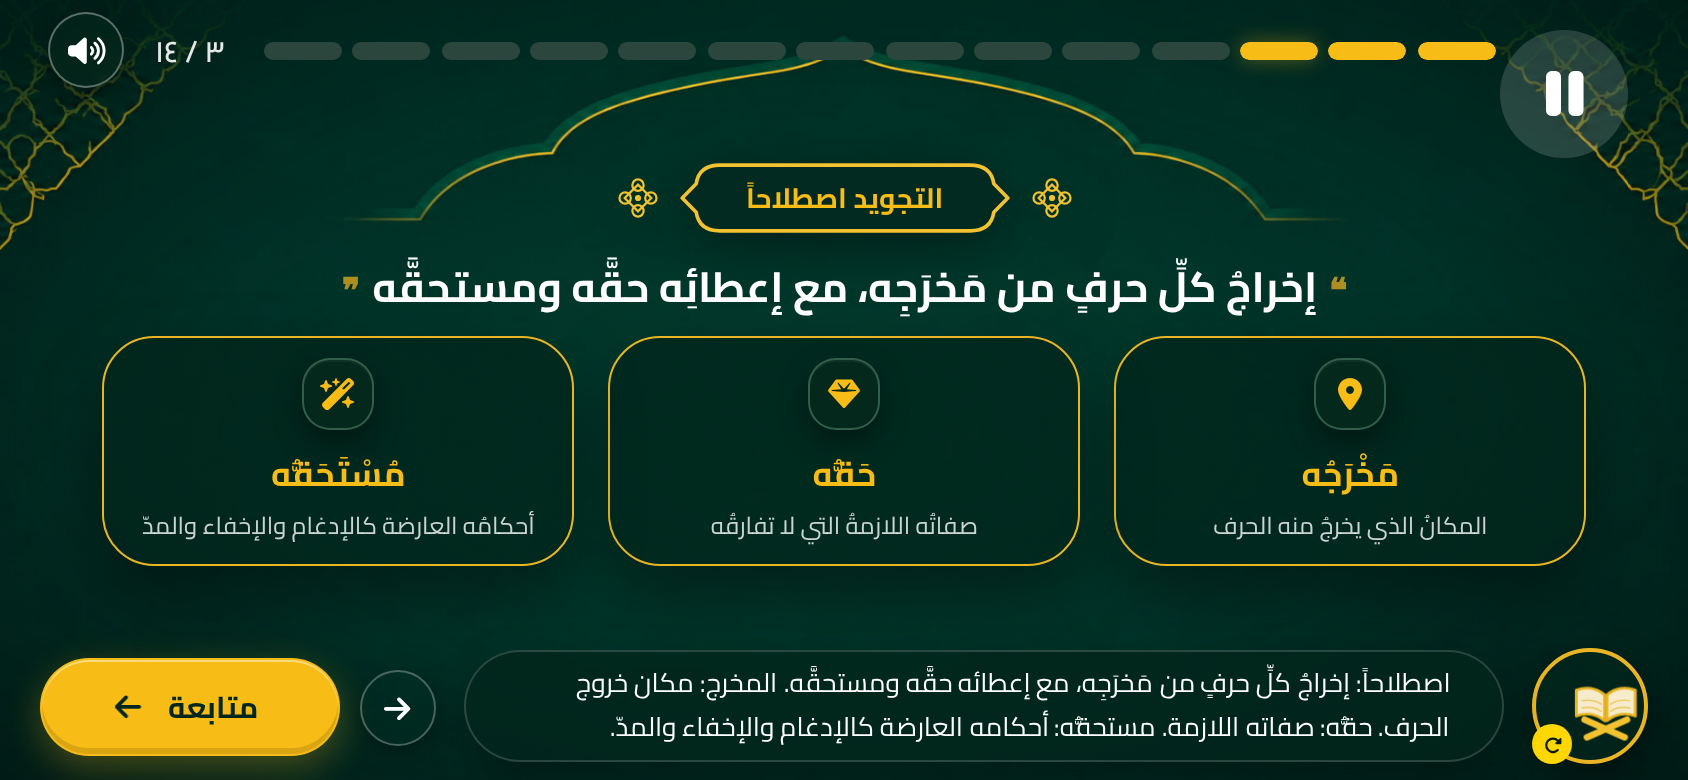 ٣ / ١٤
التجويد اصطلاحاً
❝ إخراجُ كلِّ حرفٍ من مَخرَجِه، مع إعطائِه حقَّه ومستحقَّه ❞
مَخْرَجُه
المكانُ الذي يخرجُ منه الحرف
حَقُّه
صفاتُه اللازمةُ التي لا تفارقُه
مُسْتَحَقُّه
أحكامُه العارضة كالإدغام والإخفاء والمدّ
اصطلاحاً: إخراجُ كلِّ حرفٍ من مَخرَجِه، مع إعطائه حقَّه ومستحقَّه. المخرج: مكان خروج
الحرف. حقُّه: صفاته اللازمة. مستحقُّه: أحكامه العارضة كالإدغام والإخفاء والمدّ.
متابعة